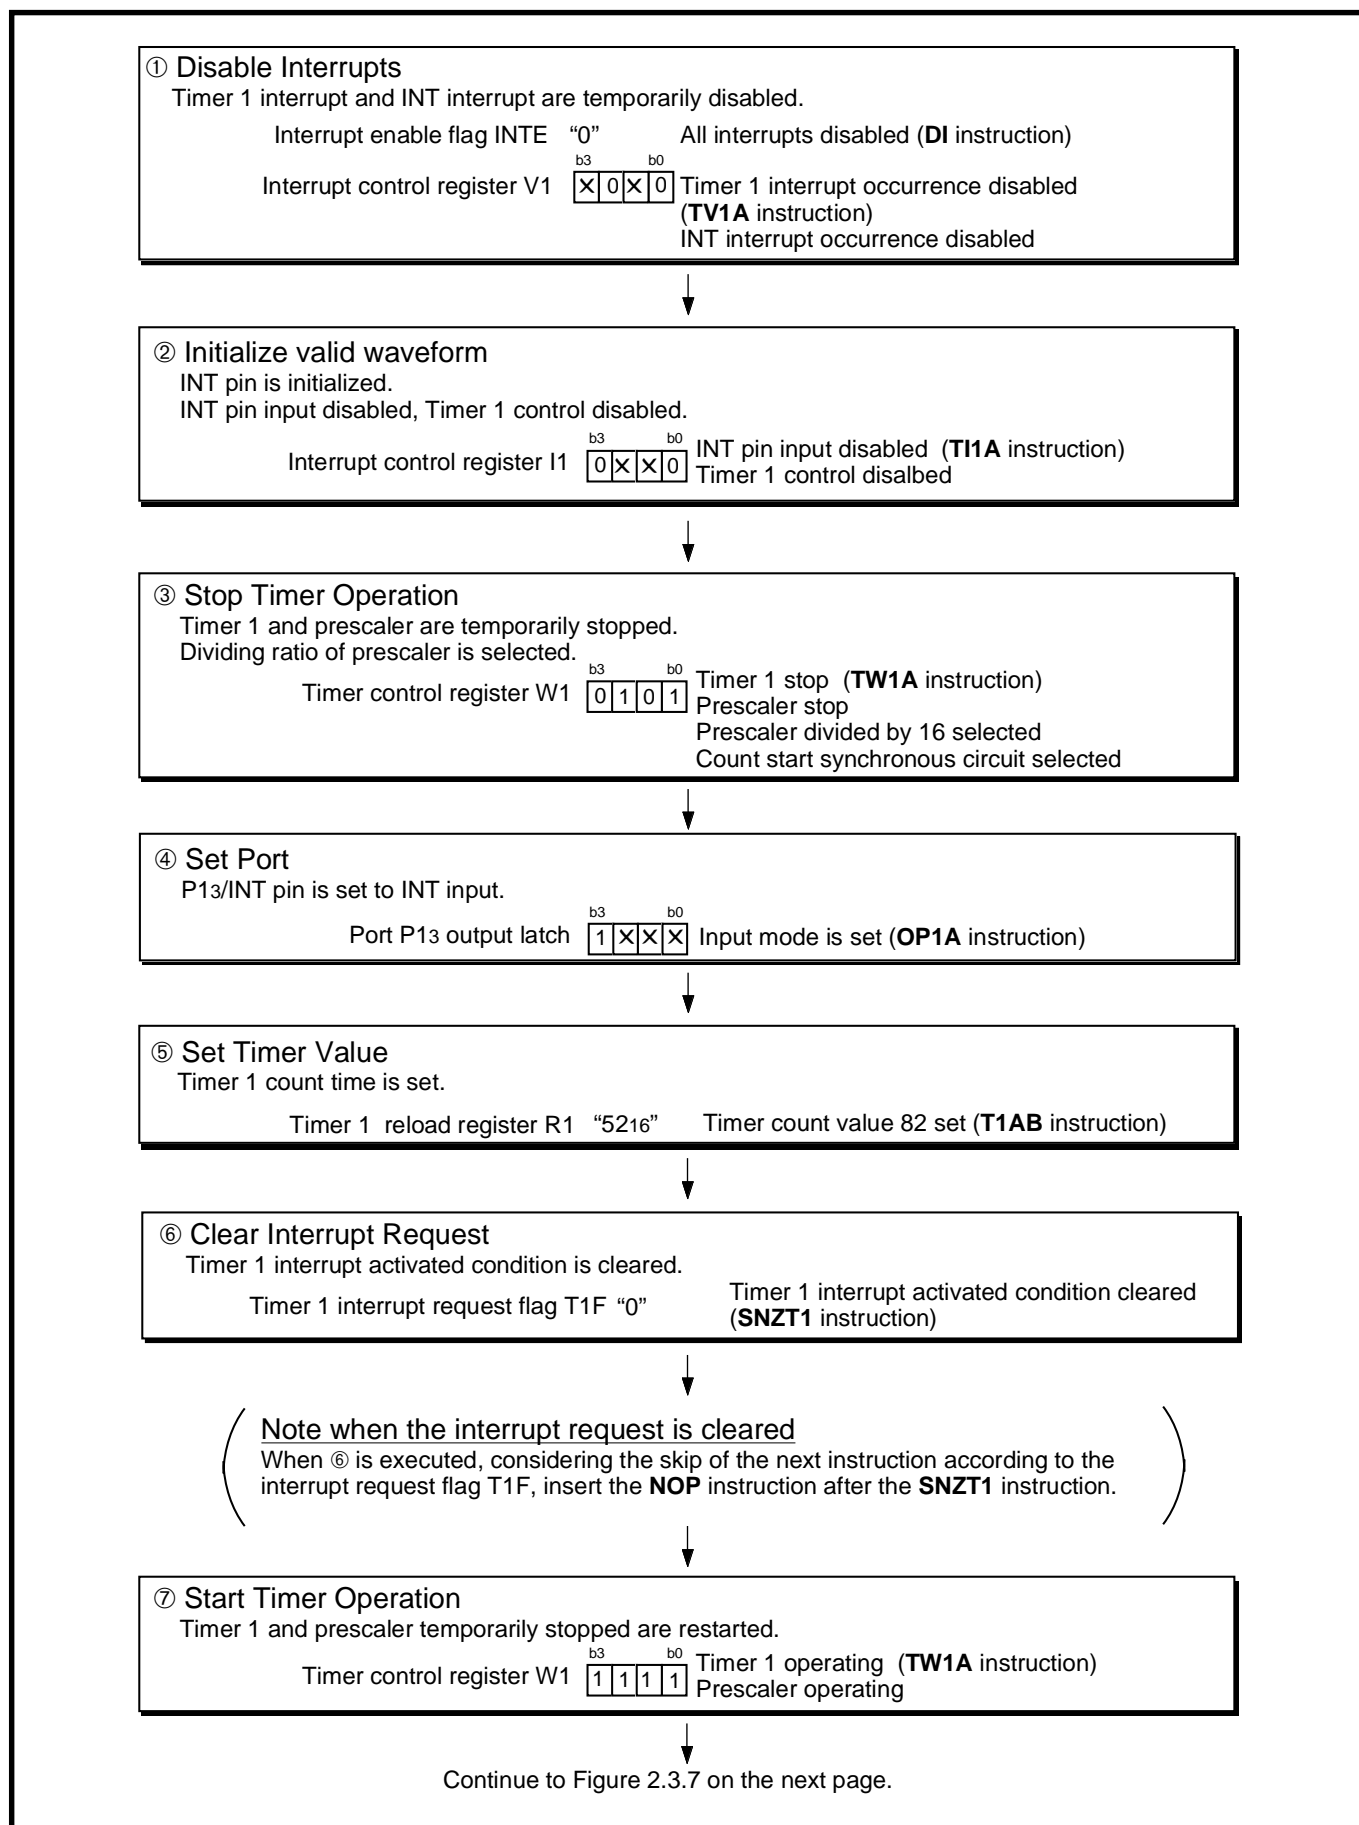 ① Disable Interrupts
Timer 1 interrupt and INT interrupt are temporarily disabled.
Interrupt enable flag INTE “0” All interrupts disabled (DI instruction)
b3 b0
Interrupt control register V1 ×0×0 Timer 1 interrupt occurrence disabled
(TV1A instruction)
INT interrupt occurrence disabled
② Initialize valid waveform
INT pin is initialized.
INT pin input disabled, Timer 1 control disabled.
b3 b0
Interrupt control register I1 0××0 INT pin input disabled (TI1A instruction)
Timer 1 control disalbed
③ Stop Timer Operation
Timer 1 and prescaler are temporarily stopped.
Dividing ratio of prescaler is selected.
b3 b0
Timer control register W1 0101 Timer 1 stop (TW1A instruction)
Prescaler stop
Prescaler divided by 16 selected
Count start synchronous circuit selected
④ Set Port
P13/INT pin is set to INT input.
b3 b0
Port P13 output latch 1××× Input mode is set (OP1A instruction)
⑤ Set Timer Value
Timer 1 count time is set.
Timer 1 reload register R1 “5216” Timer count value 82 set (T1AB instruction)
⑥ Clear Interrupt Request
Timer 1 interrupt activated condition is cleared.
Timer 1 interrupt request flag T1F “0” Timer 1 interrupt activated condition cleared
(SNZT1 instruction)
Note when the interrupt request is cleared
When ⑥ is executed, considering the skip of the next instruction according to the
interrupt request flag T1F, insert the NOP instruction after the SNZT1 instruction.
⑦ Start Timer Operation
Timer 1 and prescaler temporarily stopped are restarted.
b3 b0
Timer control register W1 1111 Timer 1 operating (TW1A instruction)
Prescaler operating
Continue to Figure 2.3.7 on the next page.